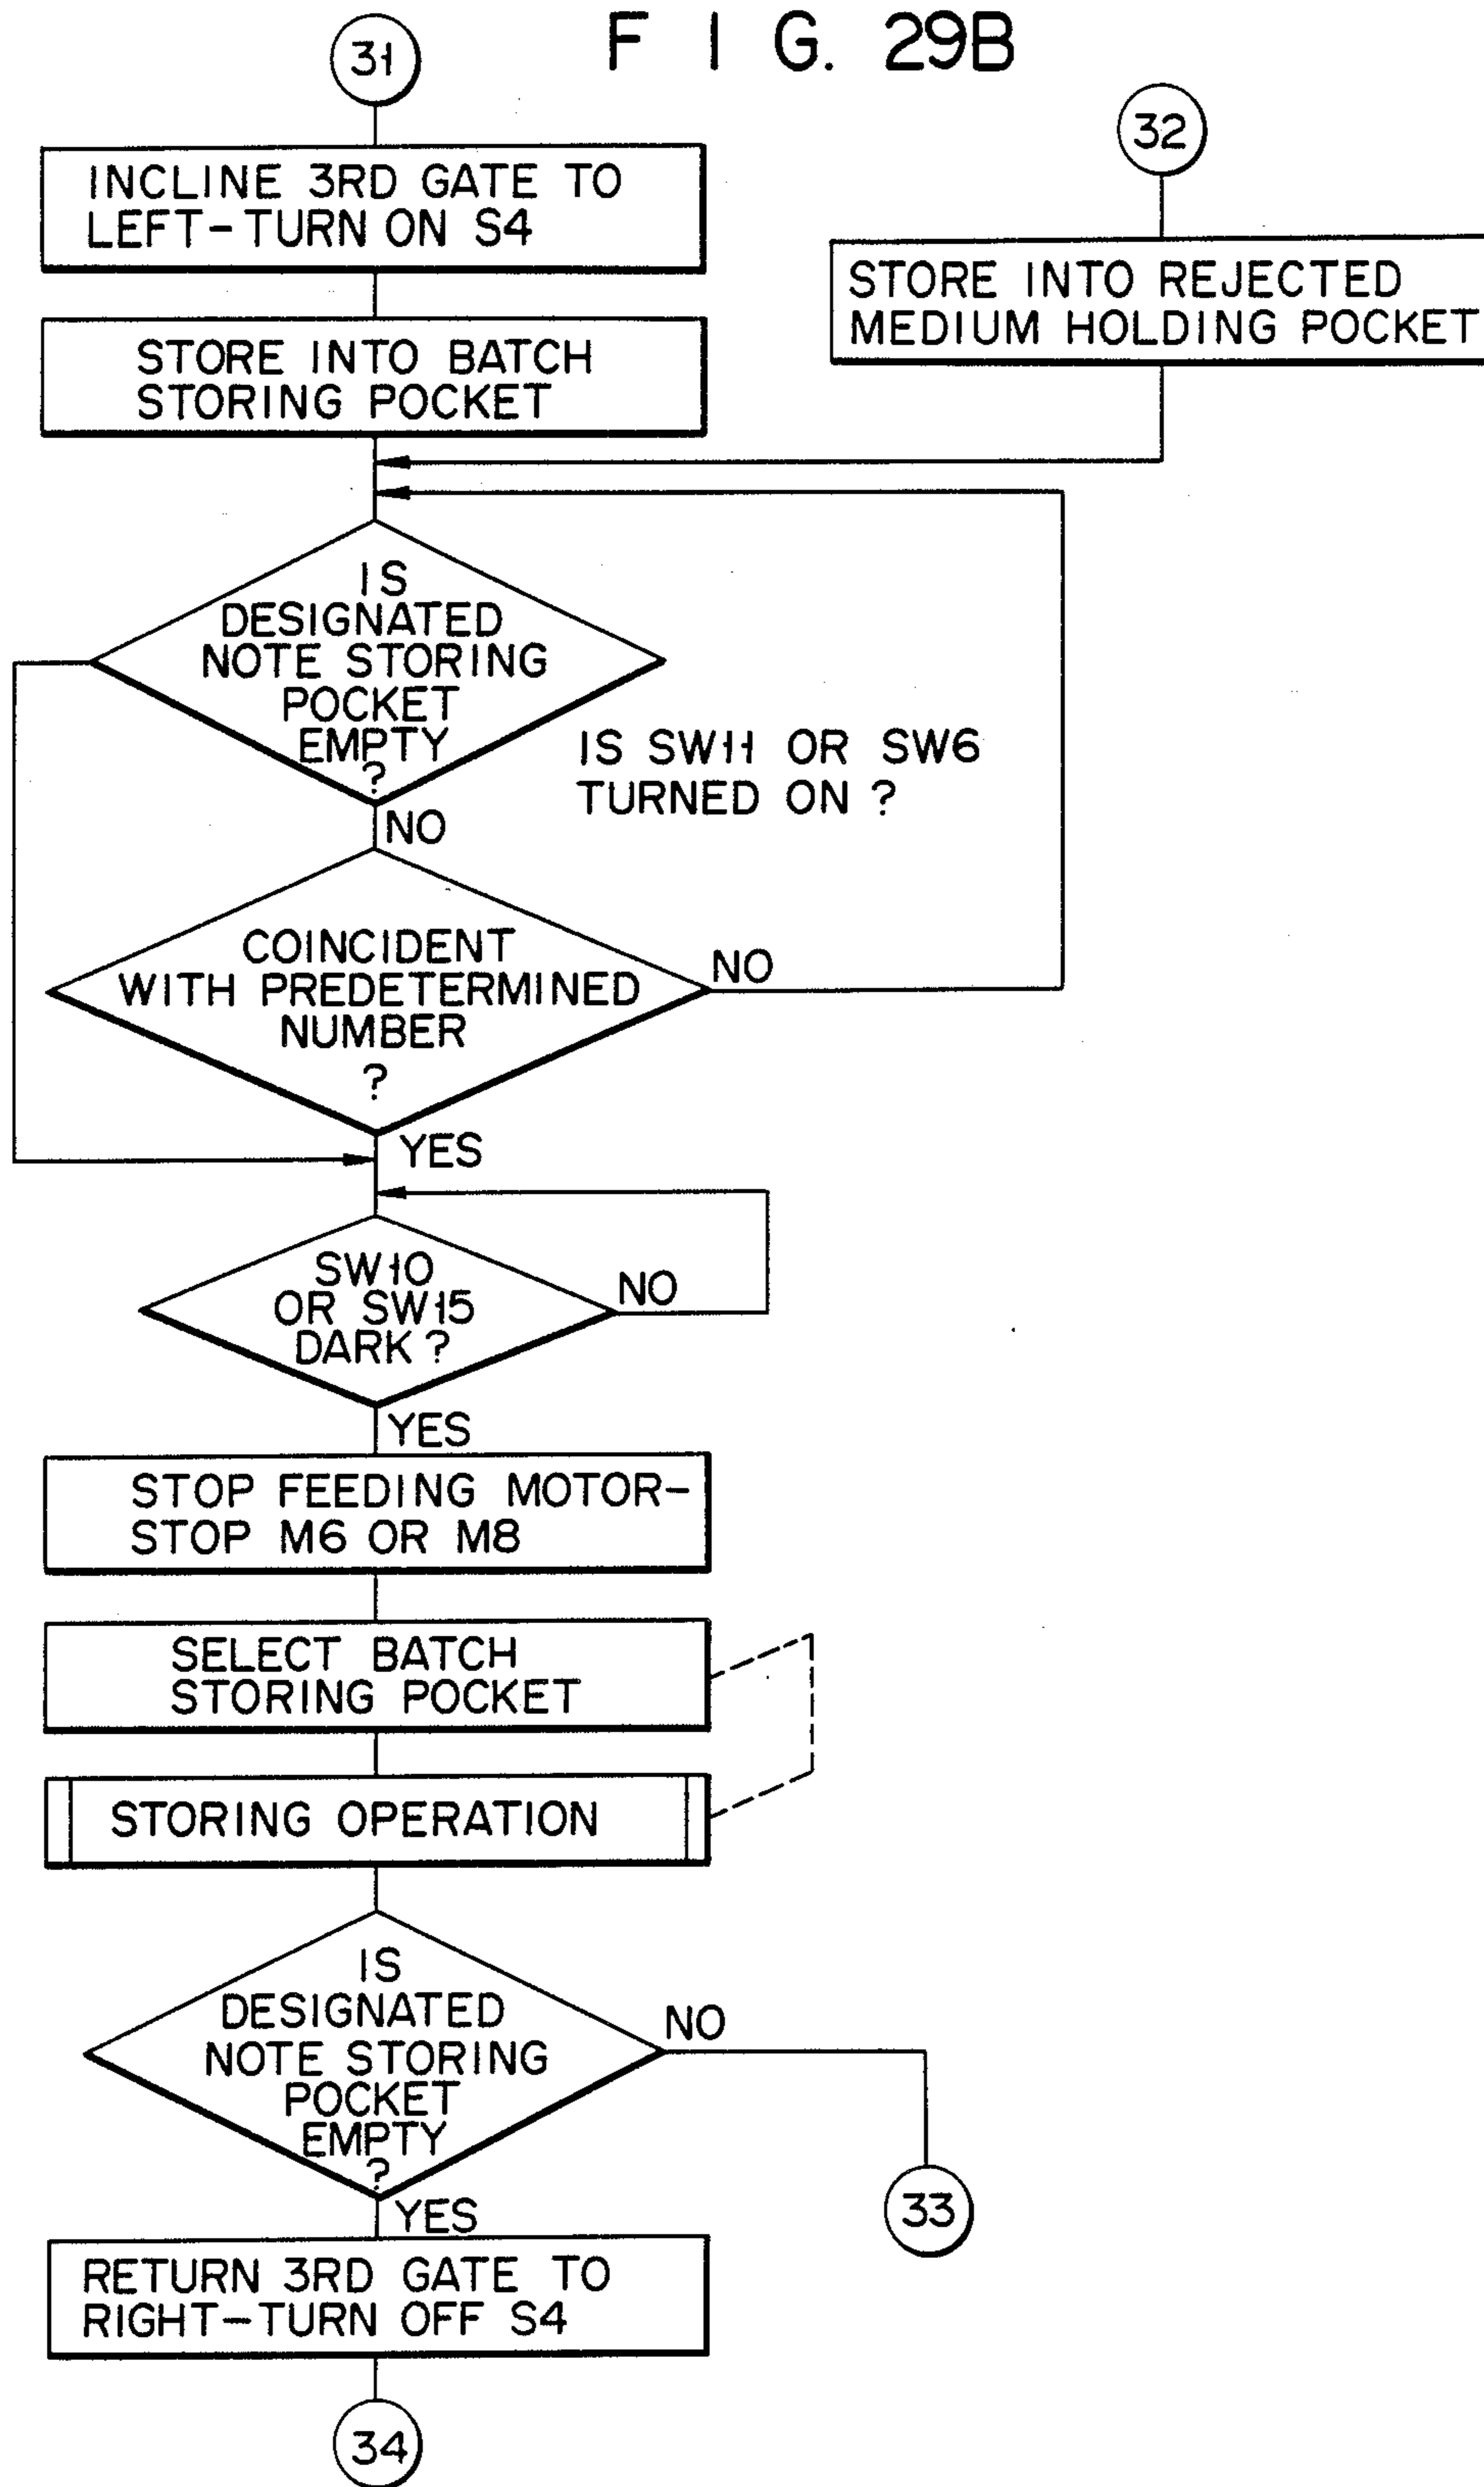 F I G. 29B
31
32
INCLINE 3RD GATE TO
LEFT-TURN ON S4
STORE INTO REJECTED
MEDIUM HOLDING POCKET
STORE INTO BATCH
STORING POCKET
IS
DESIGNATED
NOTE STORING
POCKET
EMPTY
?
IS SW11 OR SW6
TURNED ON ?
NO
COINCIDENT
WITH PREDETERMINED
NUMBER
?
NO
YES
SW10
OR SW15
DARK ?
NO
YES
STOP FEEDING MOTOR-
STOP M6 OR M8
SELECT BATCH
STORING POCKET
STORING OPERATION
IS
DESIGNATED
NOTE STORING
POCKET
EMPTY
?
NO
33
YES
RETURN 3RD GATE TO
RIGHT-TURN OFF S4
34